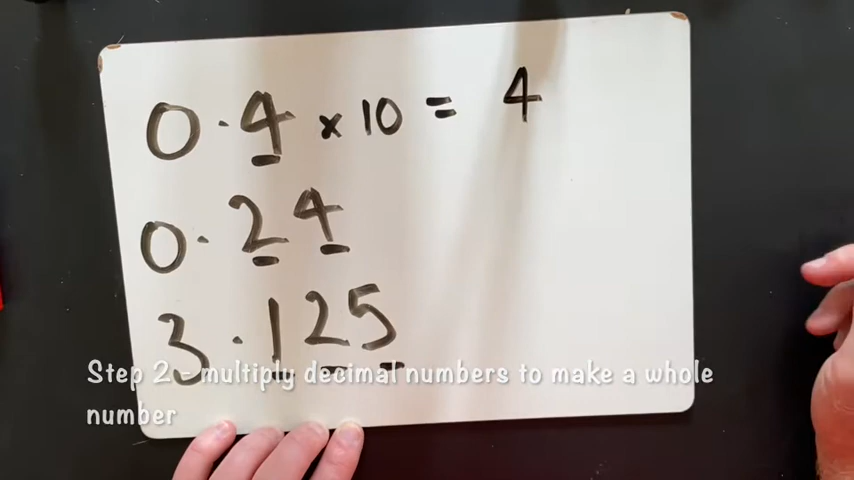 0.4 x 10 = 4
0.24
3.125
Step 2 - multiply decimal numbers to make a whole
number